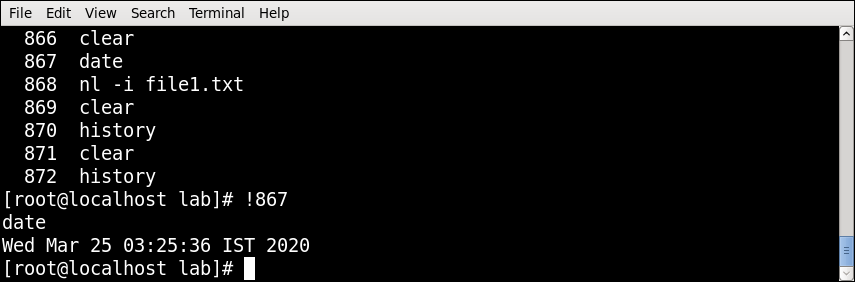 File Edit View Search Terminal Help
866 clear
867 date
868 nl -i file1.txt
869 clear
870 history
871 clear
872 history
[root@localhost lab]# !867
date
Wed Mar 25 03:25:36 IST 2020
[root@localhost lab]#